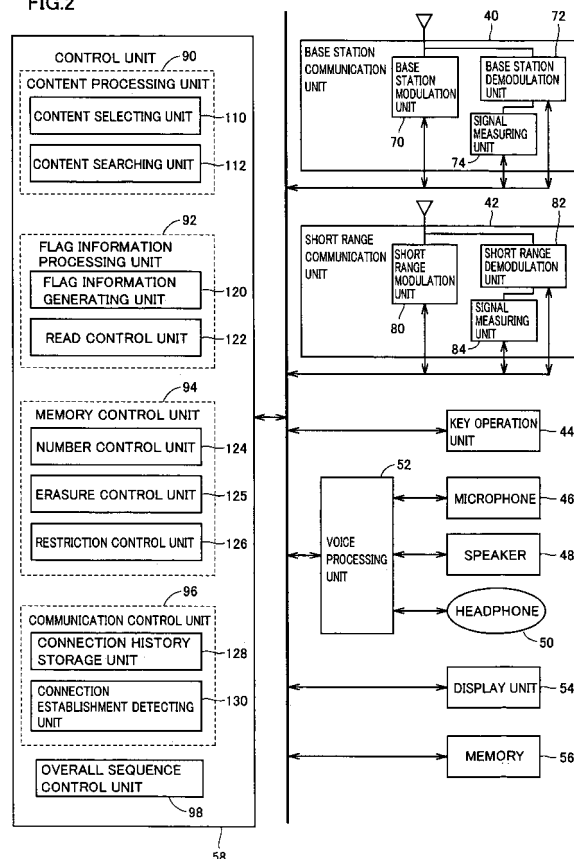 FIG.2
CONTROL UNIT
90
CONTENT PROCESSING UNIT
CONTENT SELECTING UNIT
110
CONTENT SEARCHING UNIT
112
92
FLAG INFORMATION
PROCESSING UNIT
FLAG INFORMATION
GENERATING UNIT
120
READ CONTROL UNIT
122
94
MEMORY CONTROL UNIT
NUMBER CONTROL UNIT
124
ERASURE CONTROL UNIT
125
RESTRICTION CONTROL UNIT
126
96
COMMUNICATION CONTROL UNIT
CONNECTION HISTORY
STORAGE UNIT
128
CONNECTION
ESTABLISHMENT DETECTING
UNIT
130
OVERALL SEQUENCE
CONTROL UNIT
98
58
40
72
BASE STATION
COMMUNICATION
UNIT
BASE
STATION
MODULATION
UNIT
70
BASE STATION
DEMODULATION
UNIT
SIGNAL
MEASURING
UNIT
74
42
82
SHORT RANGE
COMMUNICATION
UNIT
SHORT
RANGE
MODULATION
UNIT
80
SHORT RANGE
DEMODULATION
UNIT
SIGNAL
MEASURING
UNIT
84
KEY OPERATION
UNIT
44
52
VOICE
PROCESSING
UNIT
MICROPHONE
46
SPEAKER
48
HEADPHONE
50
DISPLAY UNIT
54
MEMORY
56